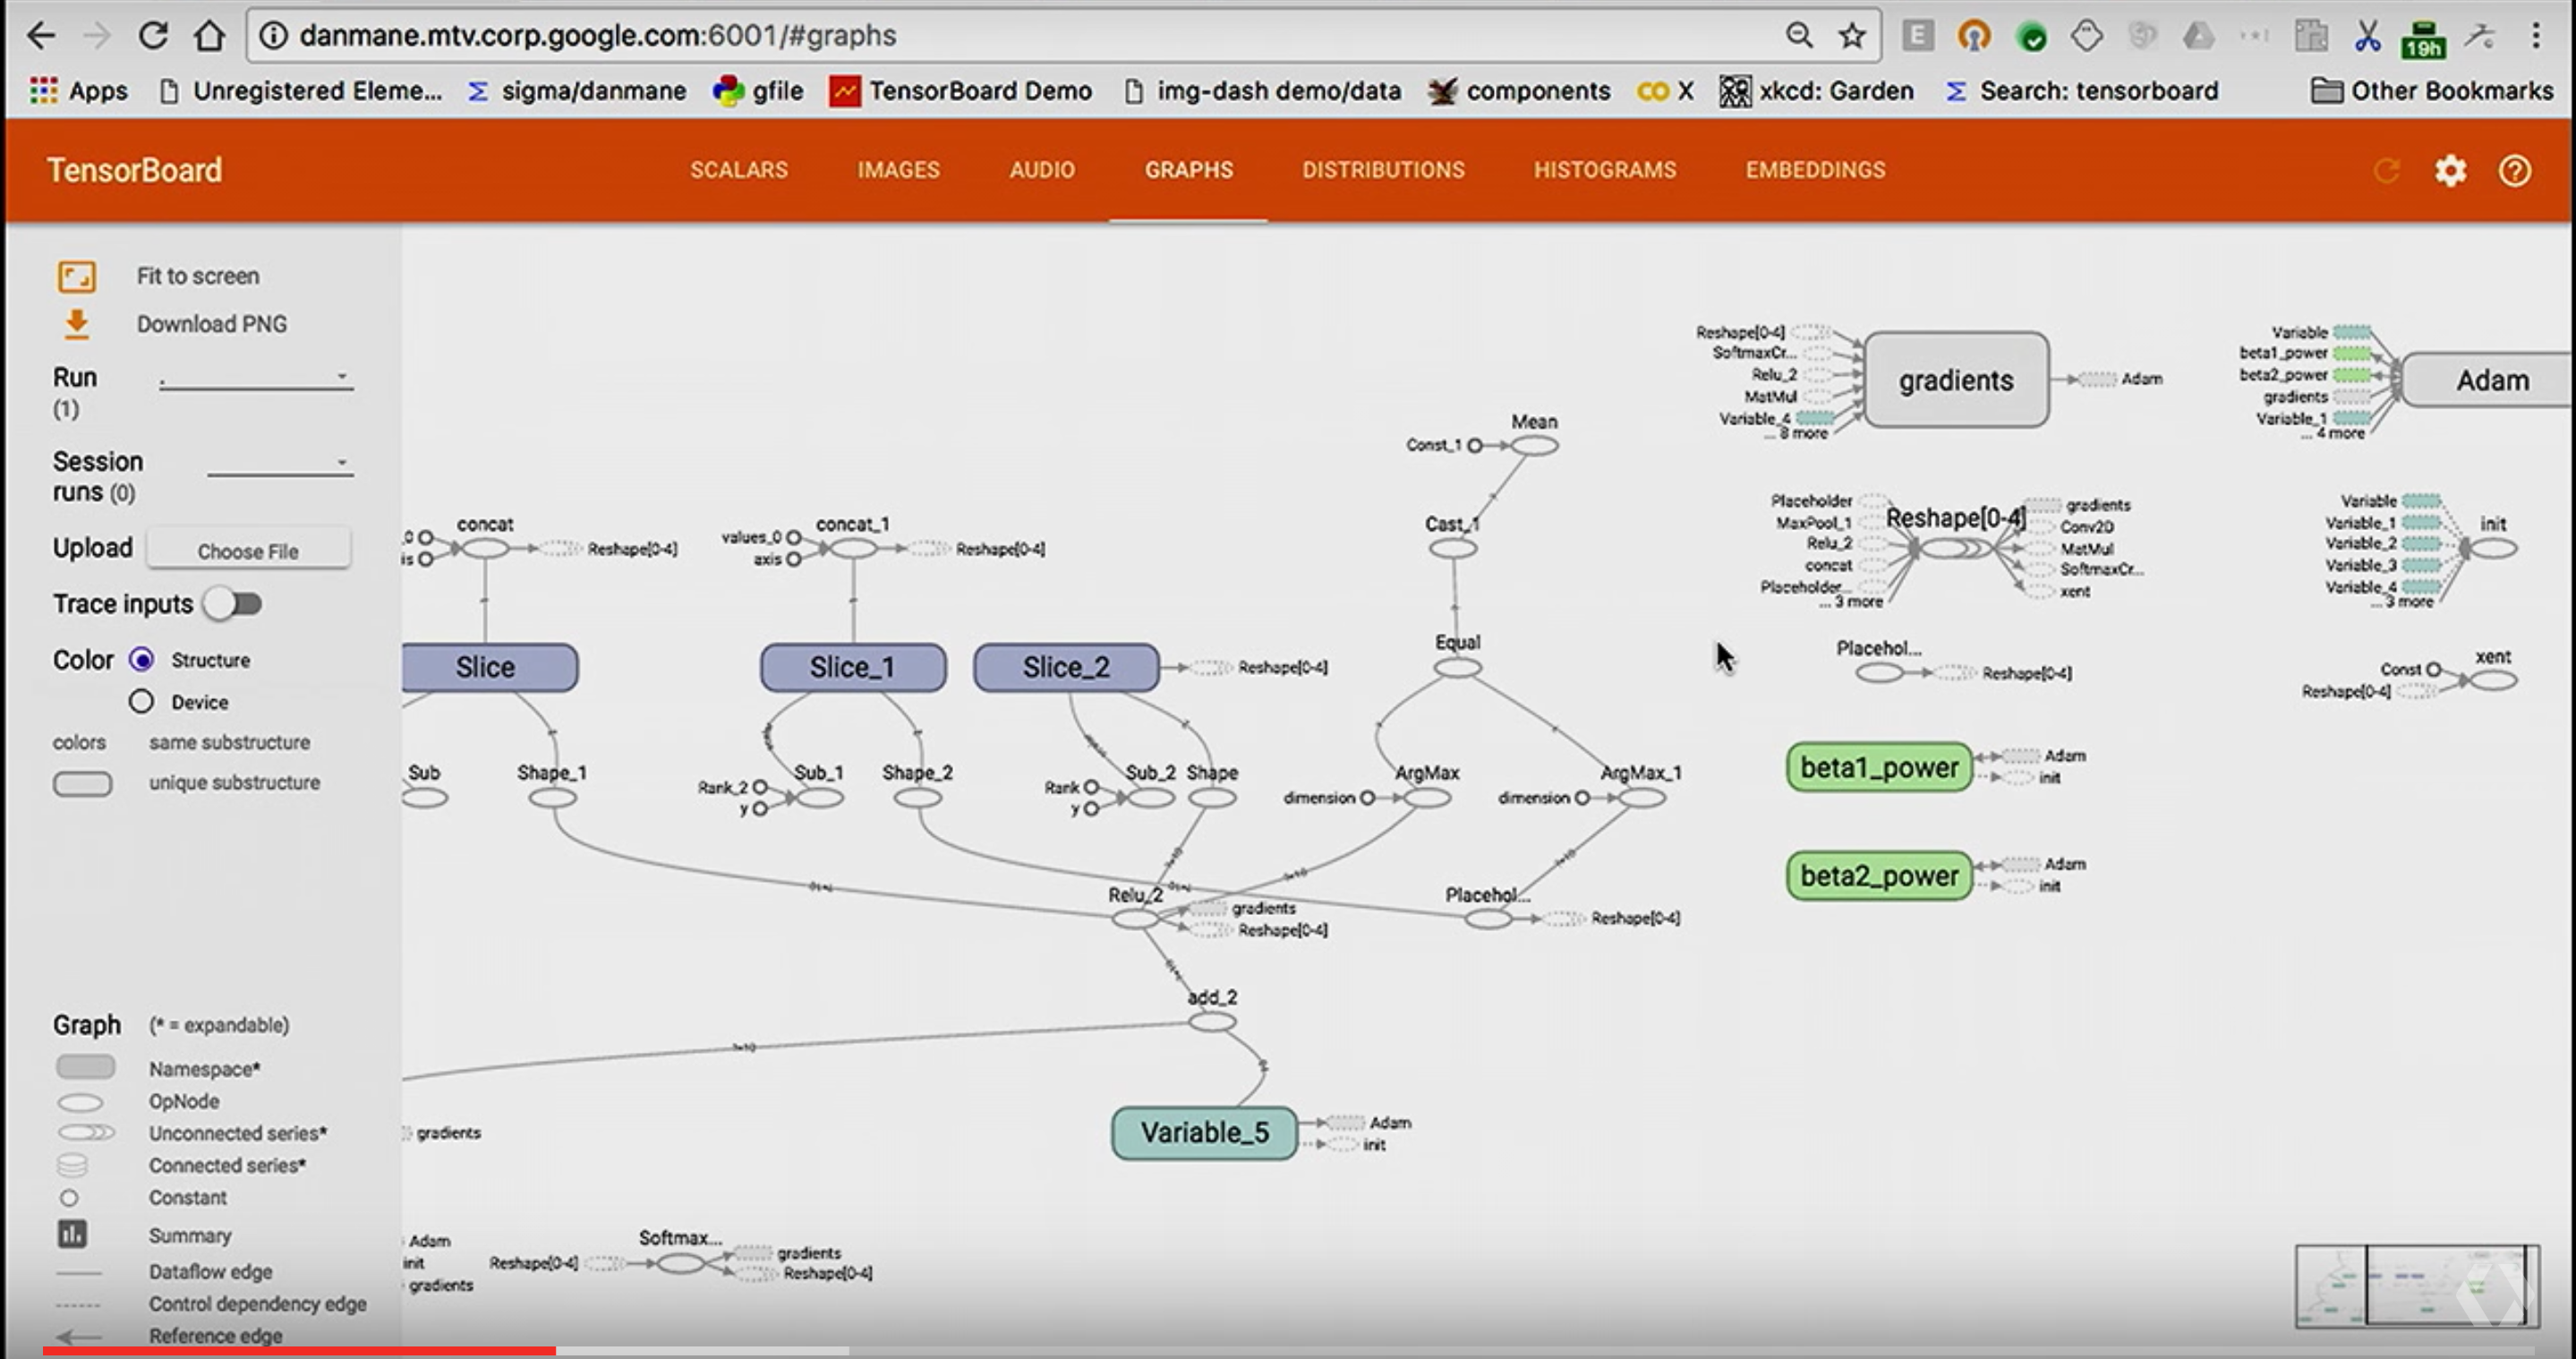 danmane.mtv.corp.google.com:6001/#graphs
19h
Apps Unregistered Eleme... sigma/danmane gfile TensorBoard Demo img-dash demo/data components X xkcd: Garden Search: tensorboard Other Bookmarks
TensorBoard SCALARS IMAGES AUDIO GRAPHS DISTRIBUTIONS HISTOGRAMS EMBEDDINGS
Fit to screen
Download PNG
Run
(1)
Session
runs (0)
Upload Choose File
Trace inputs
Color Structure
Device
colors same substructure
unique substructure
Graph (* = expandable)
Namespace*
OpNode
Unconnected series*
Connected series*
Constant
Summary
Dataflow edge
Control dependency edge
Reference edge
Reshape[0-4]
SoftmaxCr...
Relu_2
MatMul
Variable_4
... 8 more
gradients
Adam
Variable
beta1_power
beta2_power
gradients
Variable_1
... 4 more
Adam
Mean
Const_1
Cast_1
Equal
concat
Reshape[0-4]
concat_1
values_0
axis
Reshape[0-4]
Placeholder
MaxPool_1
Relu_2
concat
Placeholder...
... 3 more
Reshape[0-4]
gradients
Conv2D
MatMul
SoftmaxCr...
xent
Variable
Variable_1
Variable_2
Variable_3
Variable_4
... 3 more
init
Slice
Slice_1
Slice_2
Reshape[0-4]
Placehol...
Reshape[0-4]
Const
Reshape[0-4]
xent
Sub
Shape_1
Rank_2
y
Sub_1
Shape_2
Rank
y
Sub_2
Shape
dimension
ArgMax
dimension
ArgMax_1
beta1_power
Adam
init
beta2_power
Adam
init
Relu_2
gradients
Reshape[0-4]
Placehol...
Reshape[0-4]
add_2
gradients
Variable_5
Adam
init
Adam
init
gradients
Reshape[0-4]
Softmax...
gradients
Reshape[0-4]